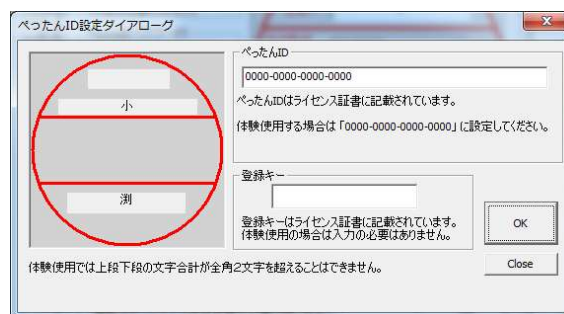 ぺったんID設定ダイアローグ
小
測
ぺったんID
0000-0000-0000-0000
ぺったんIDはライセンス証書に記載されています。
体験使用する場合は「0000-0000-0000-0000」に設定してください。
登録キー
登録キーはライセンス証書に記載されています。
体験使用の場合は入力の必要はありません。
OK
Close
体験使用では上段下段の文字合計が全角2文字を超えることはできません。